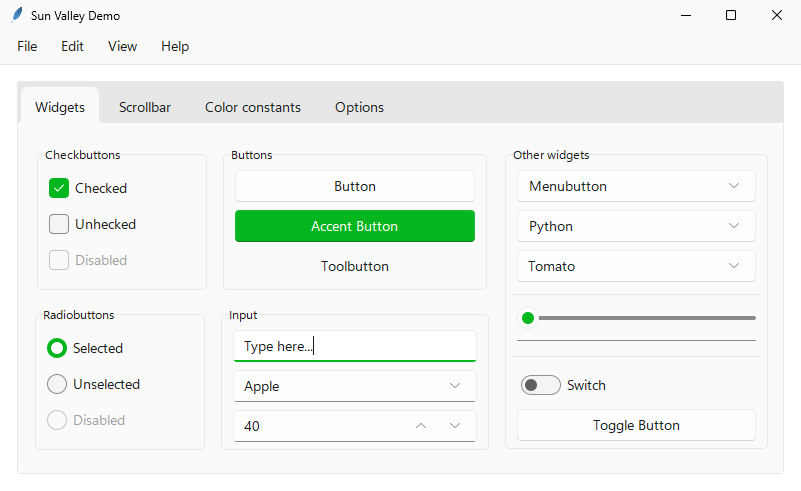 Sun Valley Demo
File Edit View Help
Widgets Scrollbar Color constants Options
Checkbuttons
Checked
Unhecked
Disabled
Radiobuttons
Selected
Unselected
Disabled
Buttons
Button
Accent Button
Toolbutton
Input
Type here...
Apple
40
Other widgets
Menubutton
Python
Tomato
Switch
Toggle Button